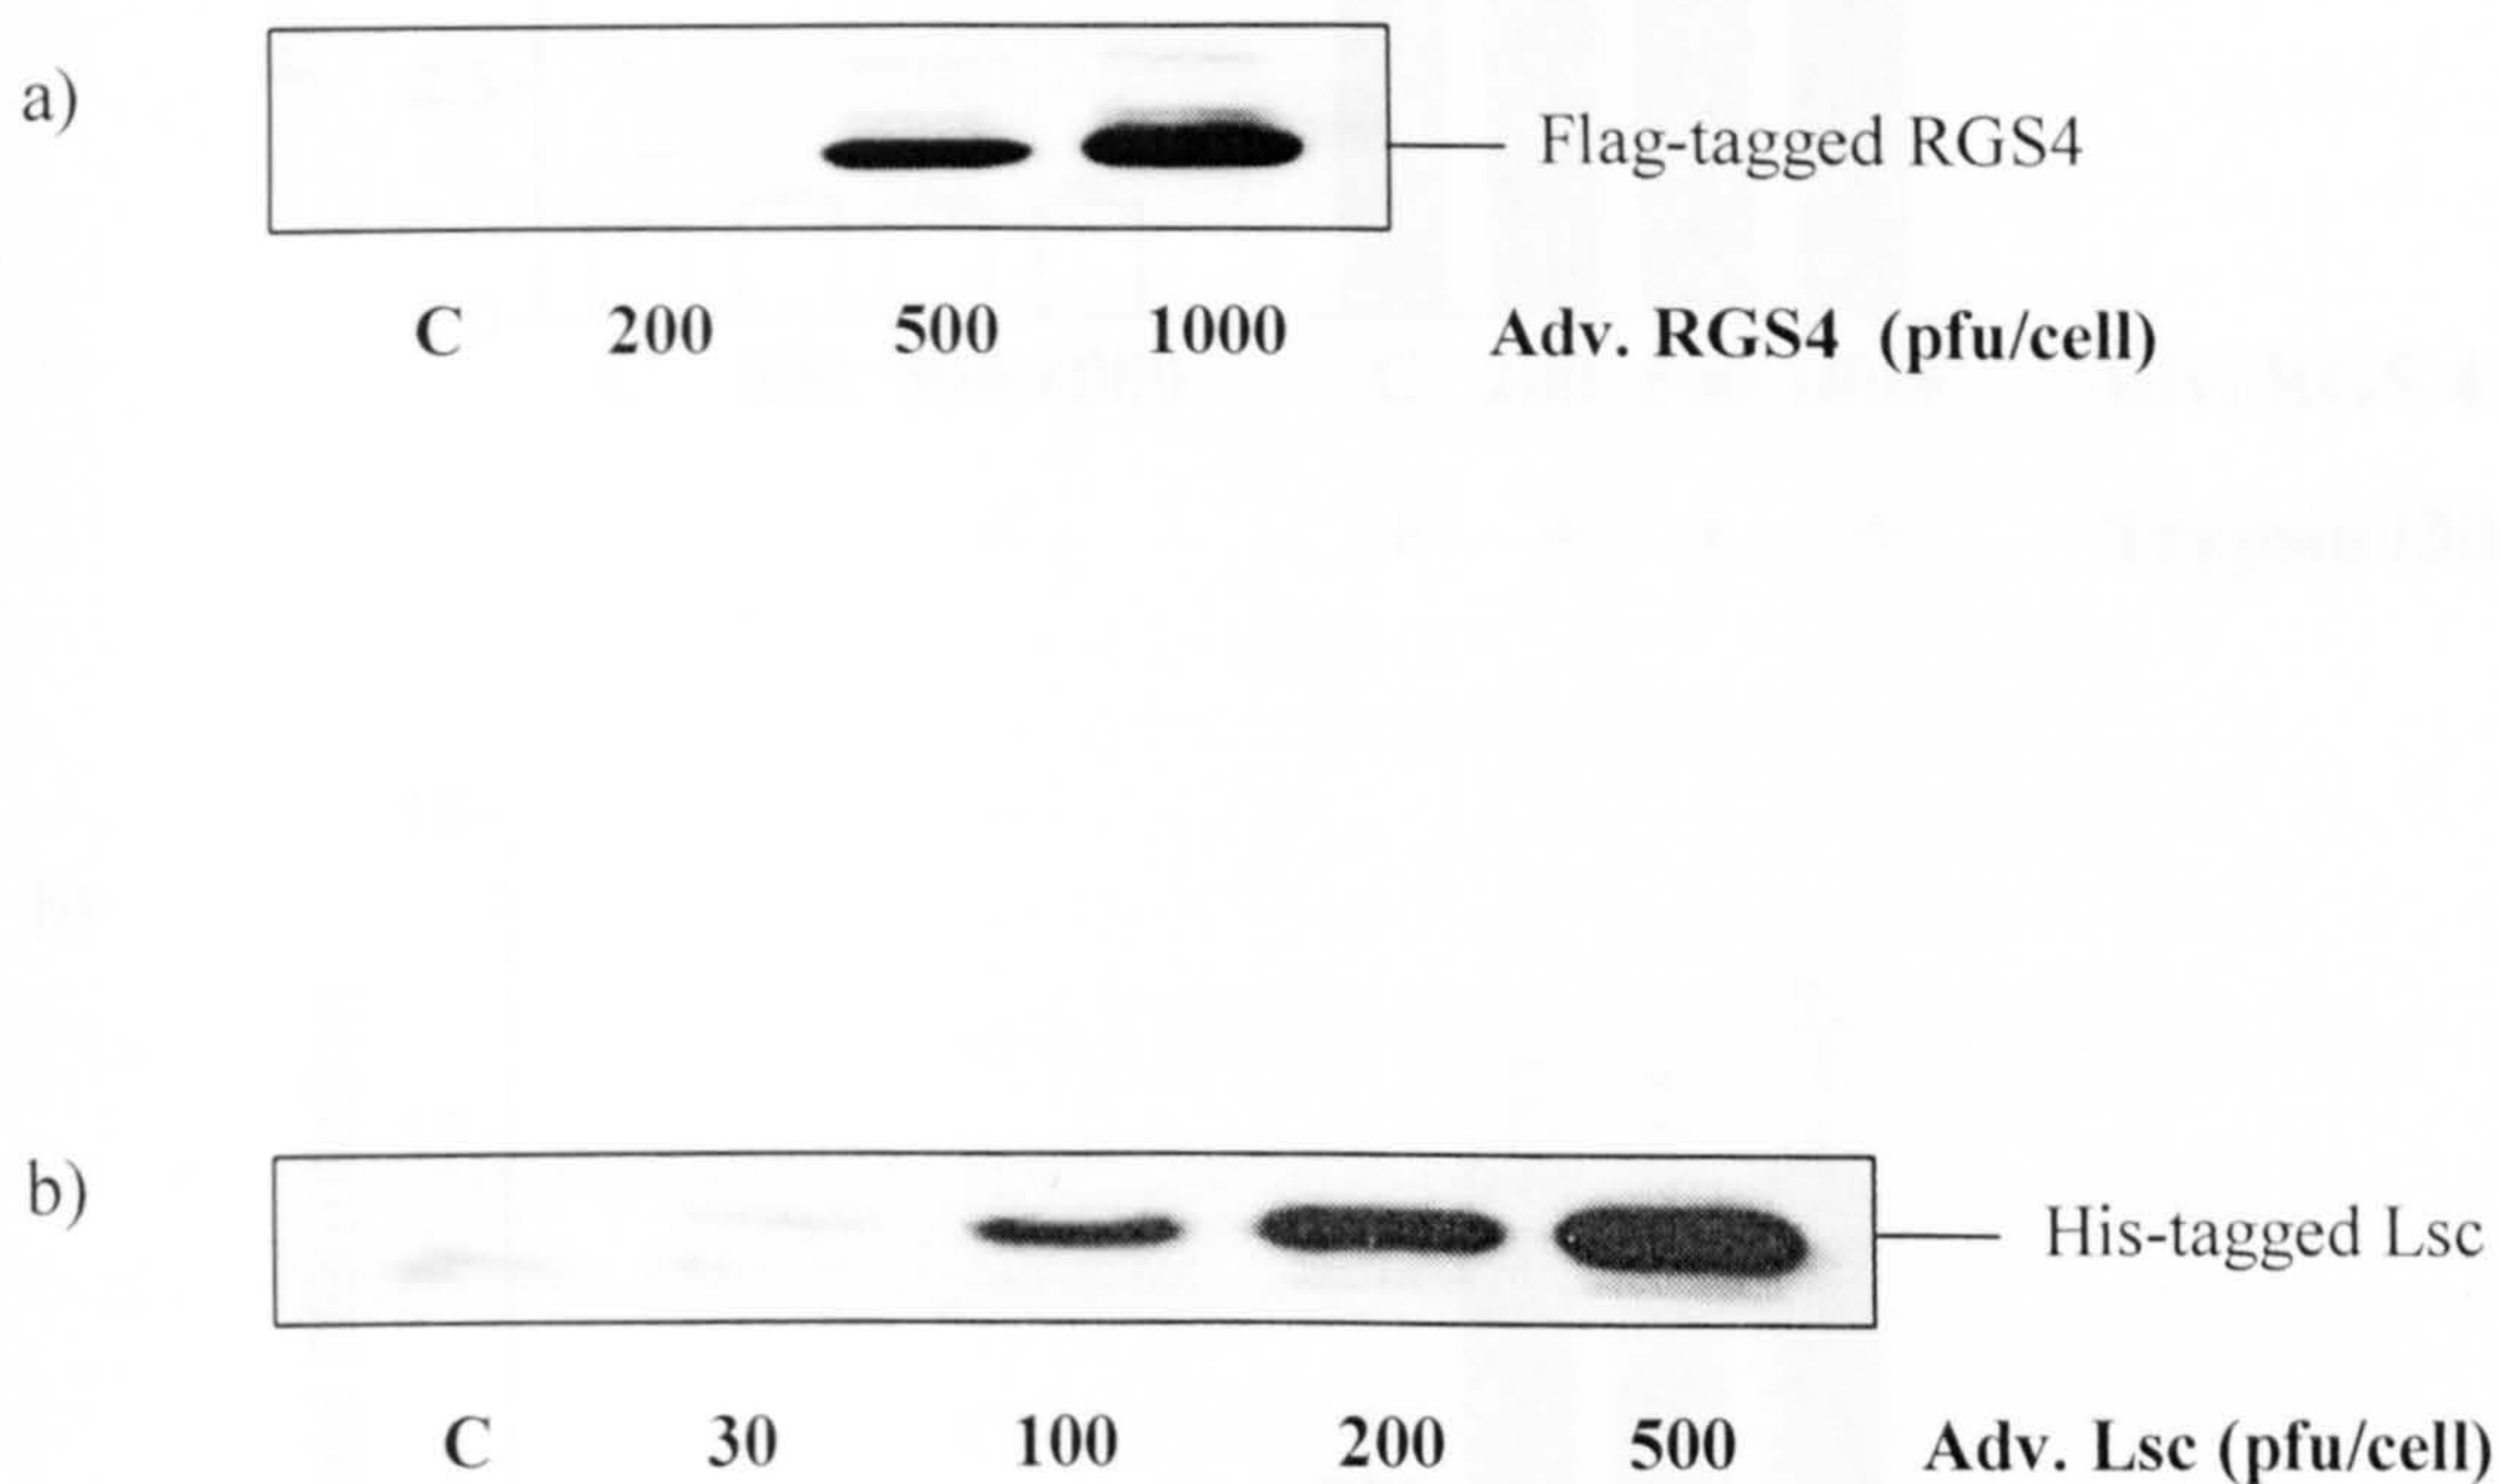 a)
Flag-tagged RGS4
C 200 500 1000 Adv. RGS4 (pfu/cell)
b)
His-tagged Lsc
C 30 100 200 500 Adv. Lsc (pfu/cell)